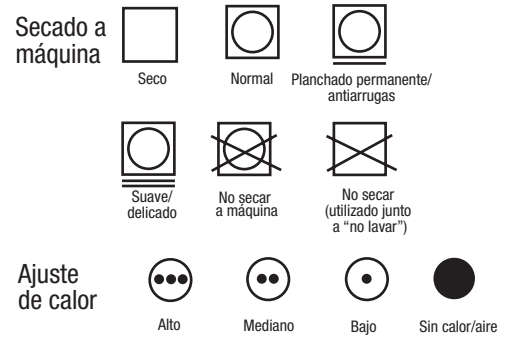 Secado a
máquina
Seco
Normal
Planchado permanente/
antiarrugas
Suave/
delicado
No secar
a máquina
No secar
(utilizado junto
a “no lavar”)
Ajuste
de calor
Alto
Mediano
Bajo
Sin calor/aire